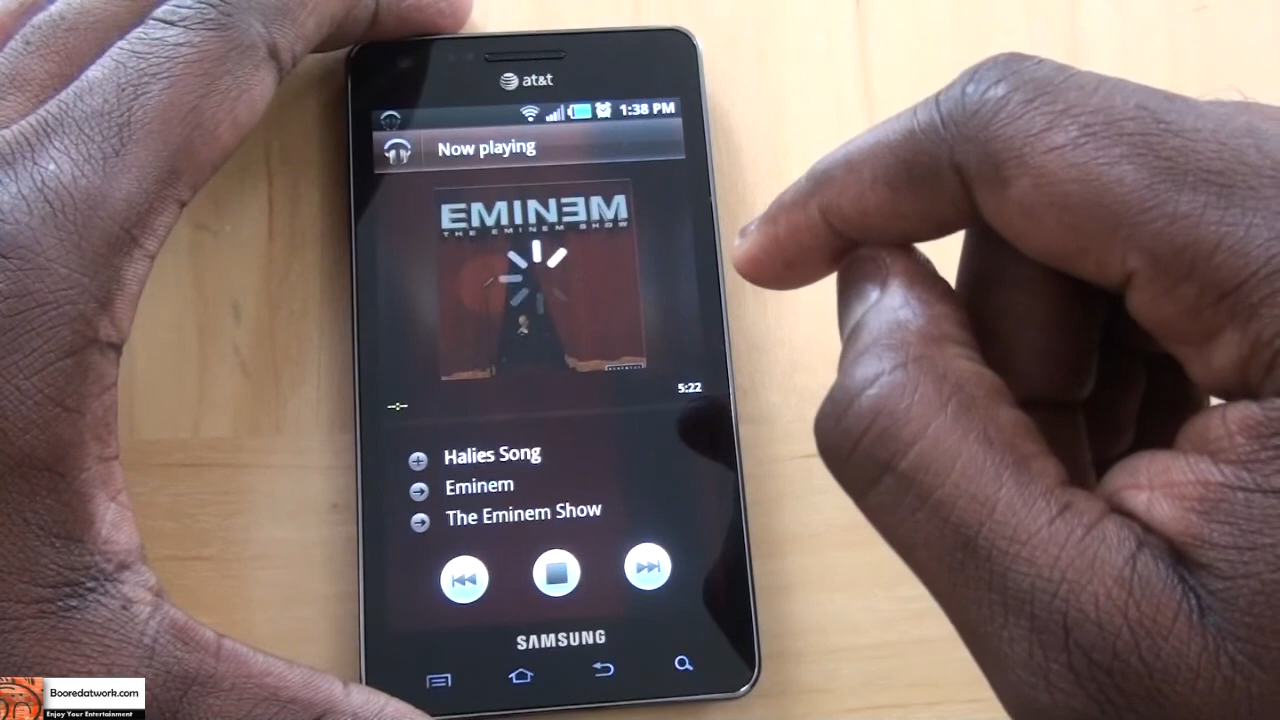 at&t
1:38 PM
Now playing
EMINEM
THE EMINEM SHOW
5:22
Halies Song
Eminem
The Eminem Show
SAMSUNG
Booredatwork.com
Enjoy Your Entertainment